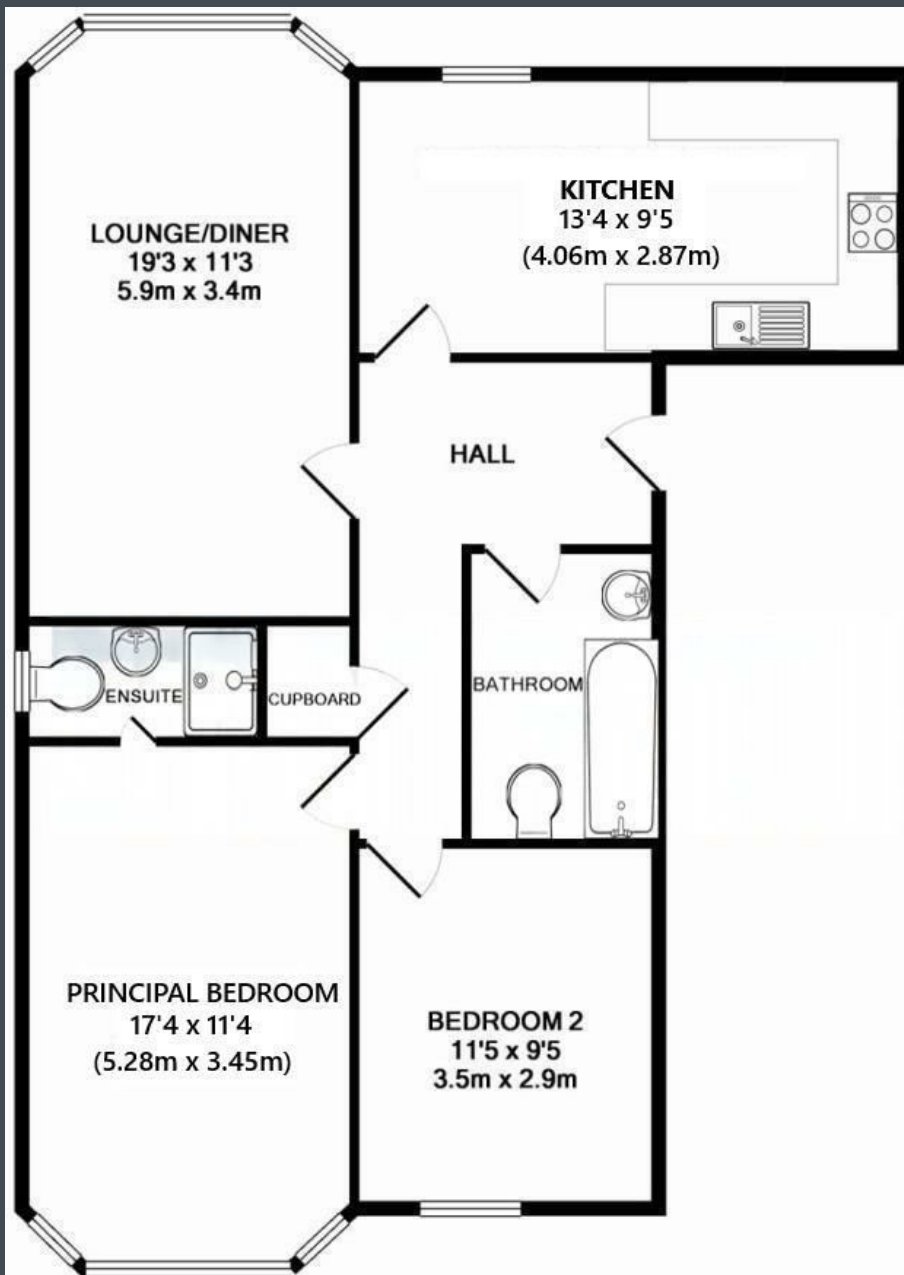 KITCHEN
13'4 x 9'5
(4.06m x 2.87m)
LOUNGE/DINER
19'3 x 11'3
5.9m x 3.4m
HALL
ENSUITE
CUPBOARD
BATHROOM
PRINCIPAL BEDROOM
17'4 x 11'4
(5.28m x 3.45m)
BEDROOM 2
11'5 x 9'5
3.5m x 2.9m